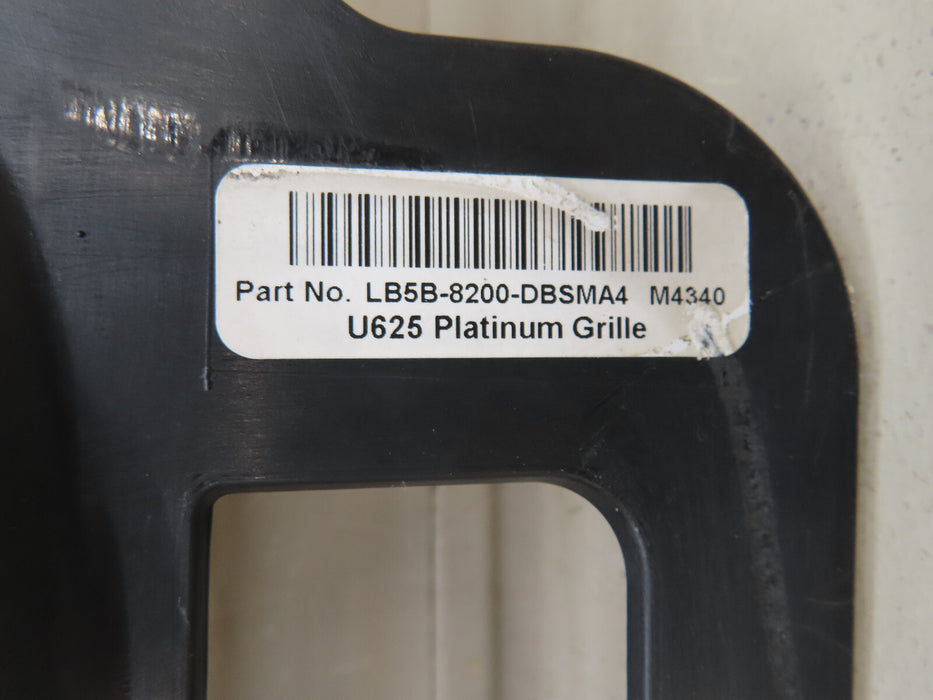 Part No. LB5B-8200-DBSMA4 M4340
U625 Platinum Grille